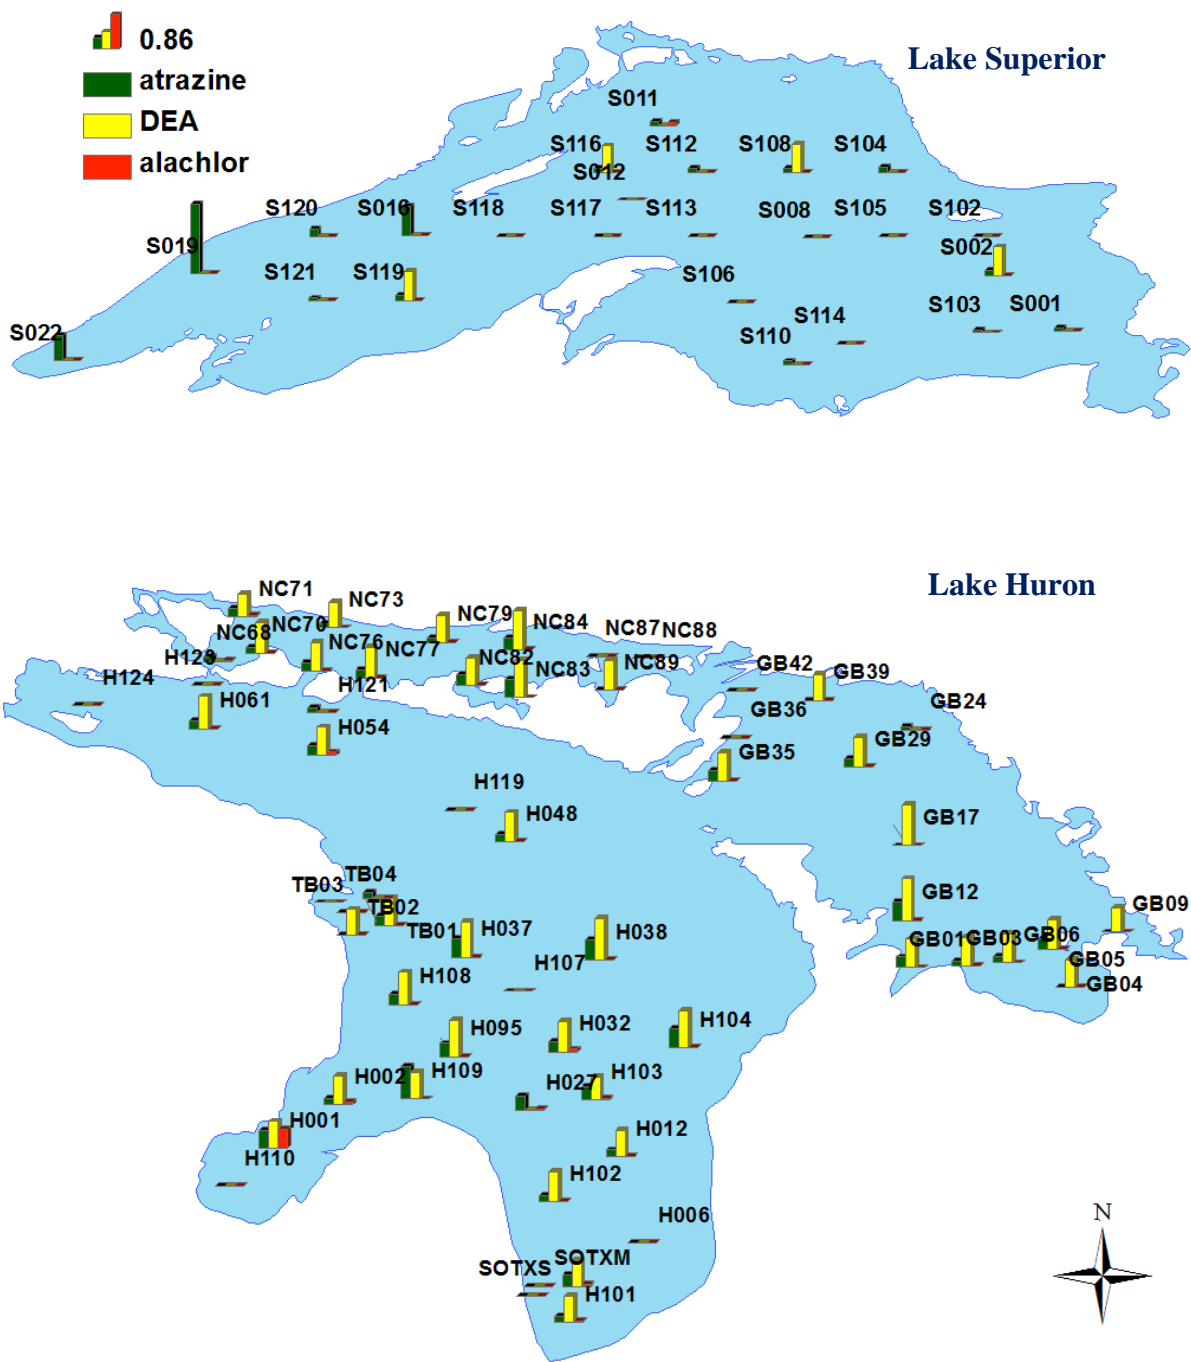 0.86
atrazine
DEA
alachlor
Lake Superior
S011
S116
S112
S108
S104
S012
S120
S016
S118
S117
S113
S008
S105
S102
S019
S002
S121
S119
S106
S103
S001
S022
S114
S110
Lake Huron
NC71
NC73
NC79
NC84
NC87
NC88
NC68
NC70
NC76
NC77
NC82
NC83
NC89
H123
H124
H121
H061
H054
GB42
GB39
GB24
GB36
GB35
GB29
H119
H048
GB17
TB04
TB03
TB02
TB01
GB12
GB09
H037
H038
GB01
GB03
GB06
GB05
GB04
H107
H108
H095
H032
H104
H002
H109
H027
H103
H001
H110
H012
H102
H006
SOTXM
SOTXS
H101
N